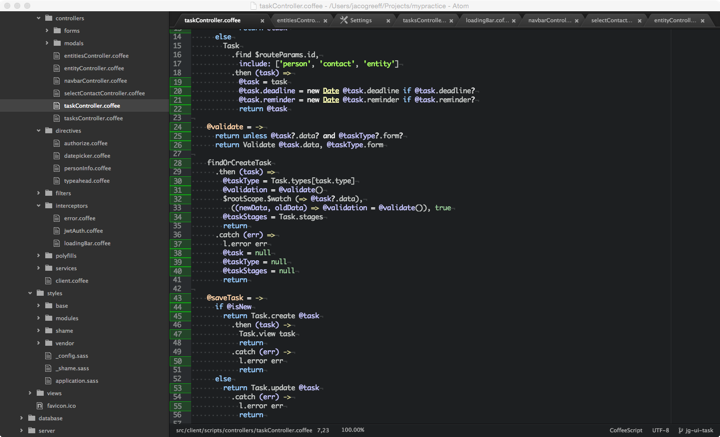 taskController.coffee - /Users/jacogreeff/Projects/mypractice - Atom
controllers
forms
modals
entitiesController.coffee
entityController.coffee
navbarController.coffee
selectContactController.coffee
taskController.coffee
tasksController.coffee
directives
authorize.coffee
datepicker.coffee
personInfo.coffee
typeahead.coffee
filters
interceptors
error.coffee
jwtAuth.coffee
loadingBar.coffee
polyfills
services
client.coffee
styles
base
modules
shame
vendor
_config.sass
_shame.sass
application.sass
views
favicon.ico
database
server
taskController.coffee
entitiesContro...
Settings
tasksControlle...
loadingBar.cof...
navbarControl...
selectContact...
entityControll...
14 else
15 Task
16 .find $routeParams.id,
17 include: ['person', 'contact', 'entity']
18 .then (task) =>
19 @task = task
20 @task.deadline = new Date @task.deadline if @task.deadline?
21 @task.reminder = new Date @task.reminder if @task.reminder?
22 return @task
23
24 @validate = ->
25 return unless @task?.data? and @taskType?.form?
26 return Validate @task.data, @taskType.form
27
28 findOrCreateTask
29 .then (task) =>
30 @taskType = Task.types[task.type]
31 @validation = @validate()
32 $rootScope.$watch (=> @task?.data),
33 ((newData, oldData) => @validation = @validate()), true
34 @taskStages = Task.stages
35 return
36 .catch (err) =>
37 l.error err
38 @task = null
39 @taskType = null
40 @taskStages = null
41 return
42
43 @saveTask = ->
44 if @isNew
45 return Task.create @task
46 .then (task) ->
47 Task.view task
48 return
49 .catch (err) ->
50 l.error err
51 return
52 else
53 return Task.update @task
54 .catch (err) ->
55 l.error err
56 return
src/client/scripts/controllers/taskController.coffee 7,23 100.00% CoffeeScript UTF-8 jg-ui-task